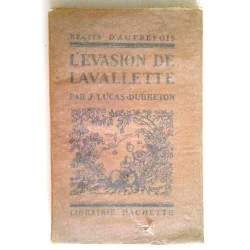 RÉCITS D'AUTREFOIS
L'ÉVASION DE
LAVALLETTE
PAR J. LUCAS-DUBRETON
LIBRAIRIE HACHETTE